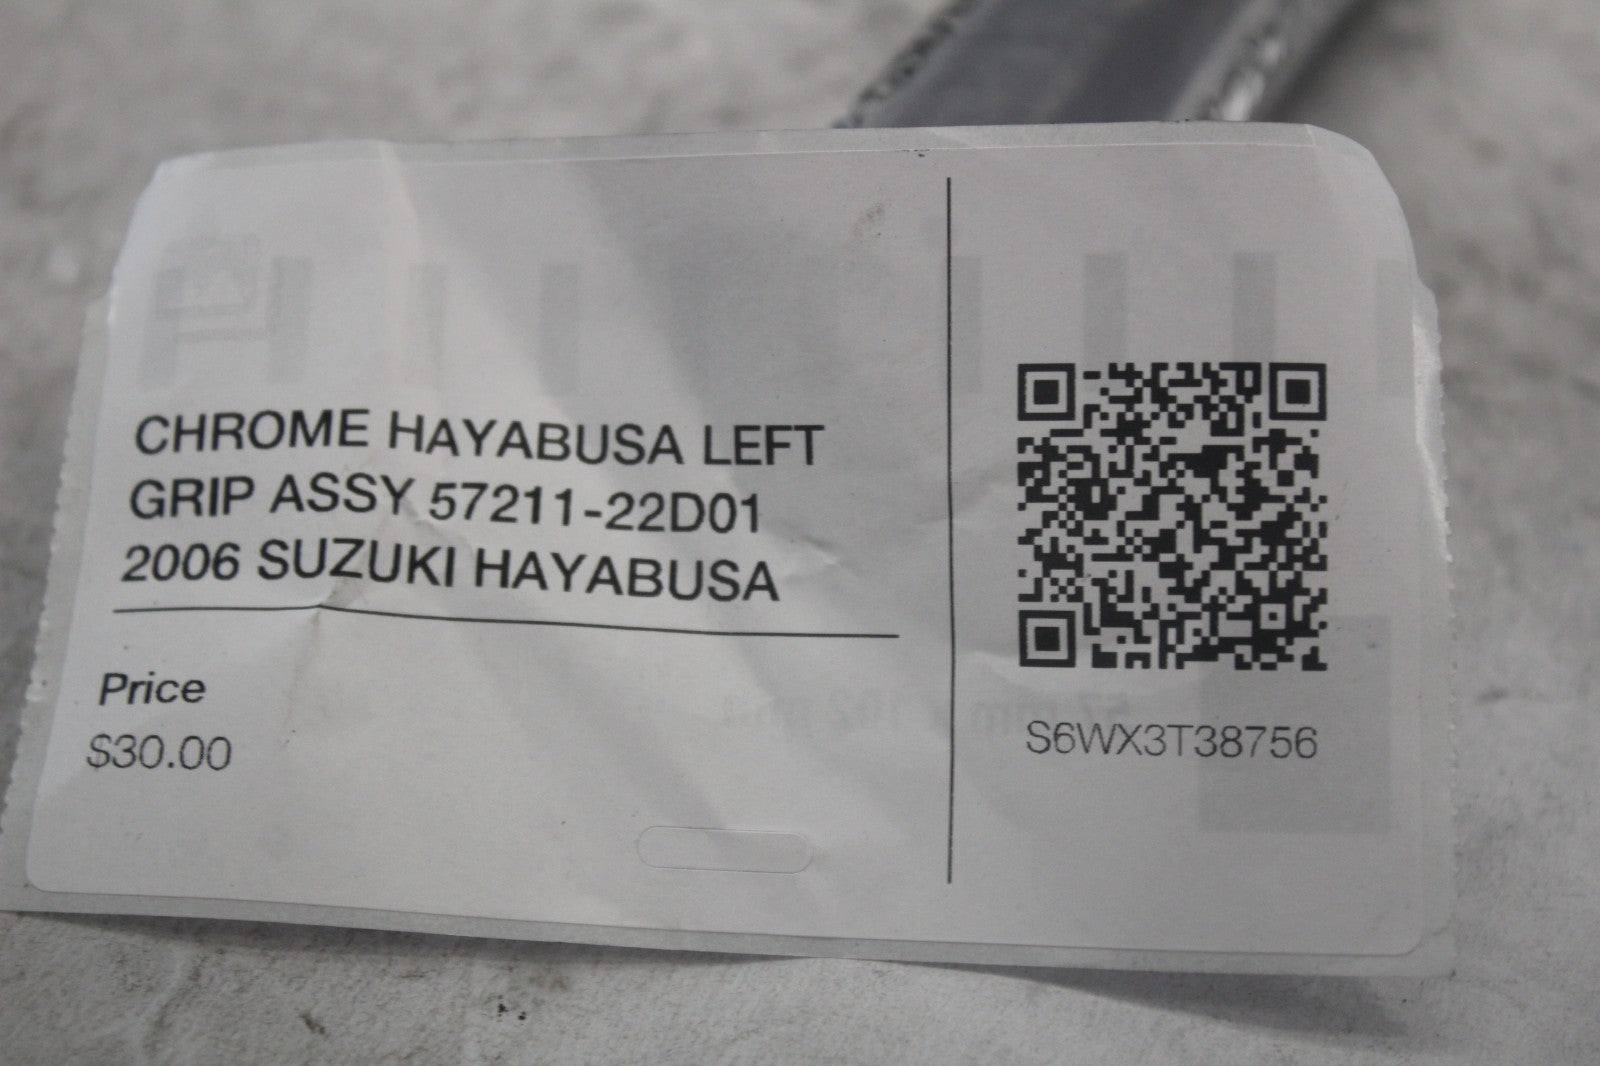 CHROME HAYABUSA LEFT
GRIP ASSY 57211-22D01
2006 SUZUKI HAYABUSA
Price
$30.00
S6WX3T38756